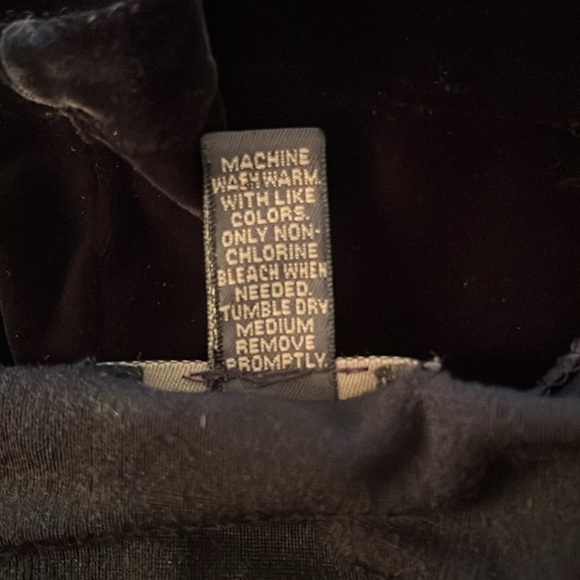 MACHINE
WASH WARM.
WITH LIKE
COLORS.
ONLY NON-
CHLORINE
BLEACH WHEN
NEEDED.
TUMBLE DRY
MEDIUM
REMOVE
PROMPTLY.